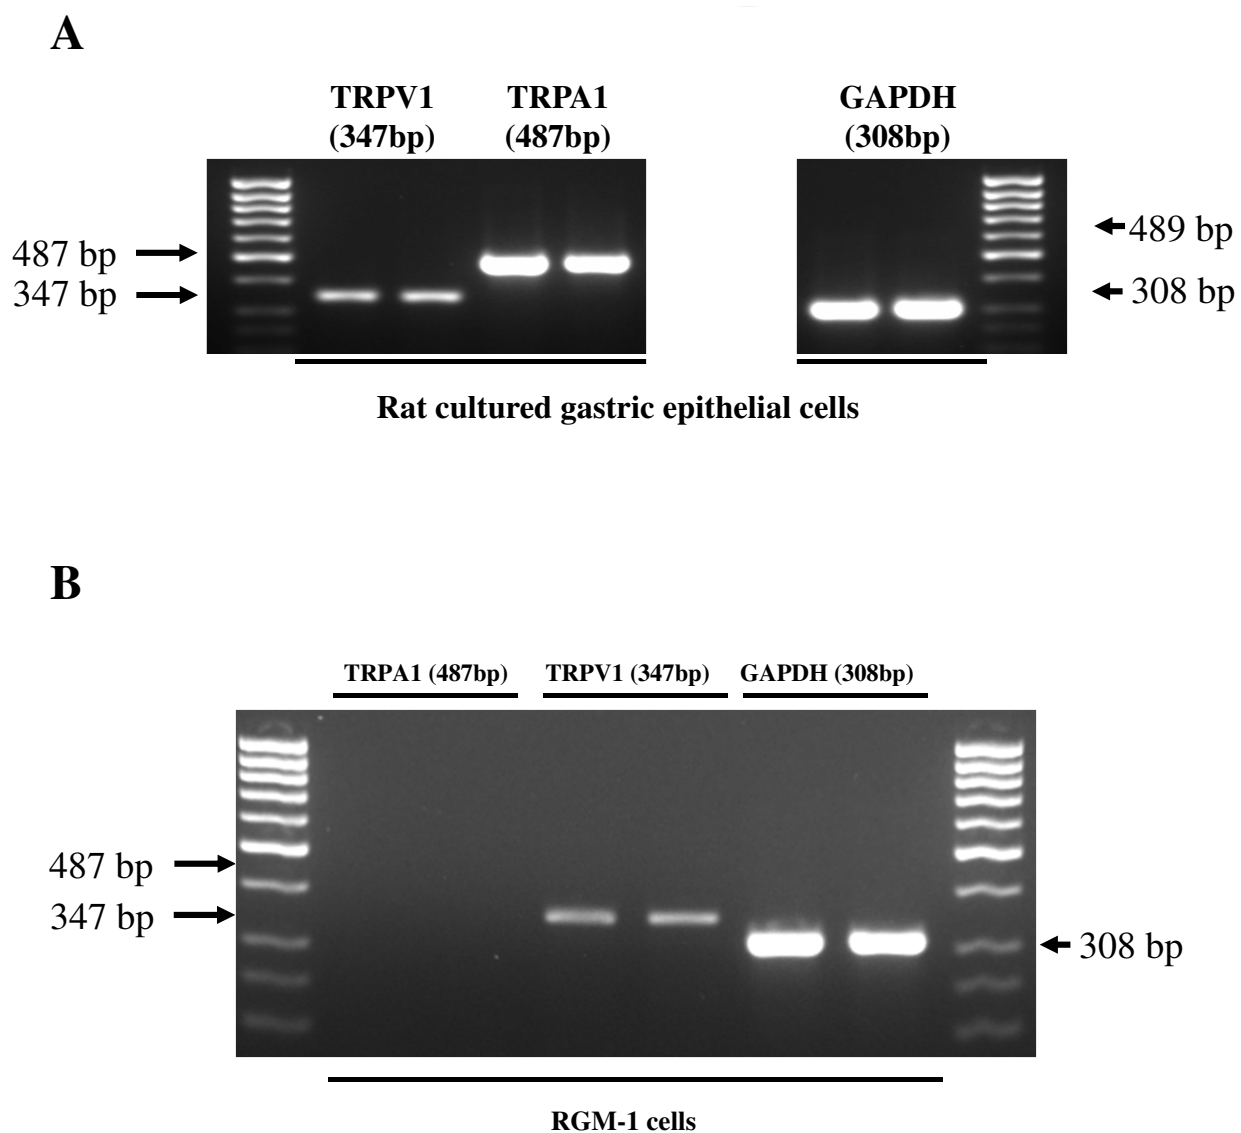 A
TRPV1
(347bp)
TRPA1
(487bp)
GAPDH
(308bp)
487 bp
347 bp
489 bp
308 bp
Rat cultured gastric epithelial cells
B
TRPA1 (487bp)
TRPV1 (347bp)
GAPDH (308bp)
487 bp
347 bp
308 bp
RGM-1 cells